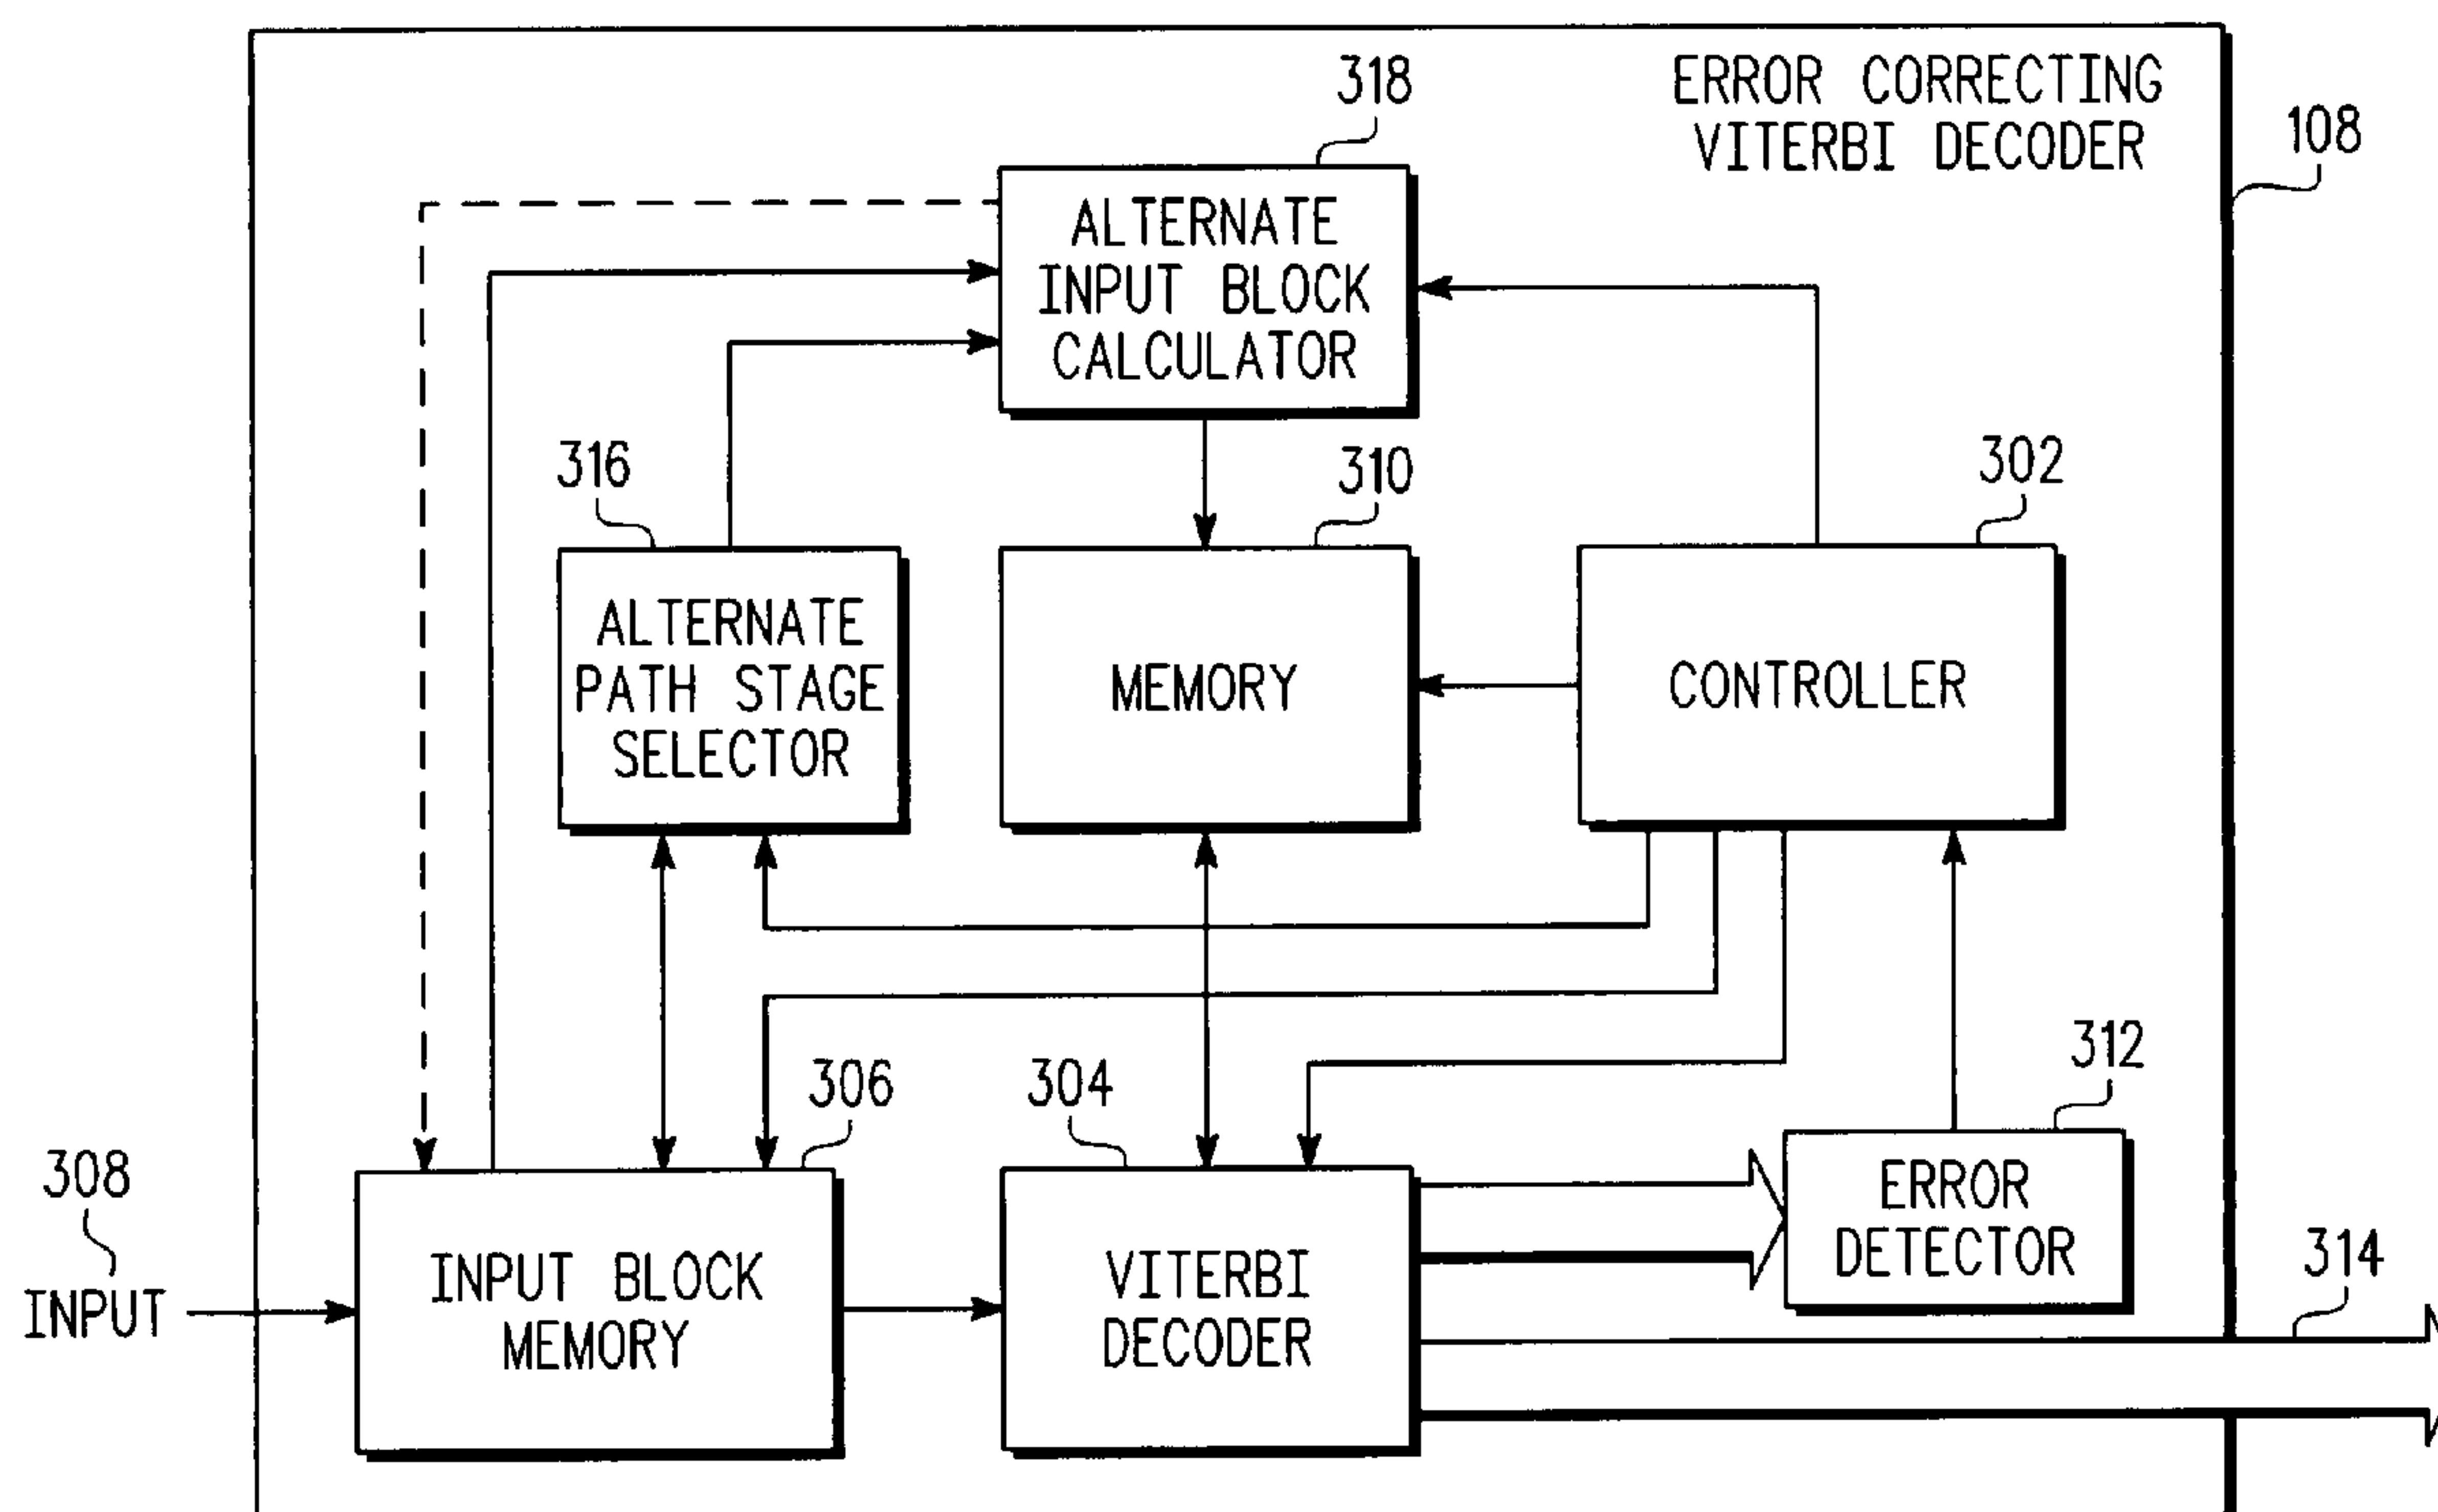 ERROR CORRECTING
VITERBI DECODER
108
318
ALTERNATE
INPUT BLOCK
CALCULATOR
316
310
302
ALTERNATE
PATH STAGE
SELECTOR
MEMORY
CONTROLLER
306
304
312
308
INPUT
INPUT BLOCK
MEMORY
VITERBI
DECODER
ERROR
DETECTOR
314